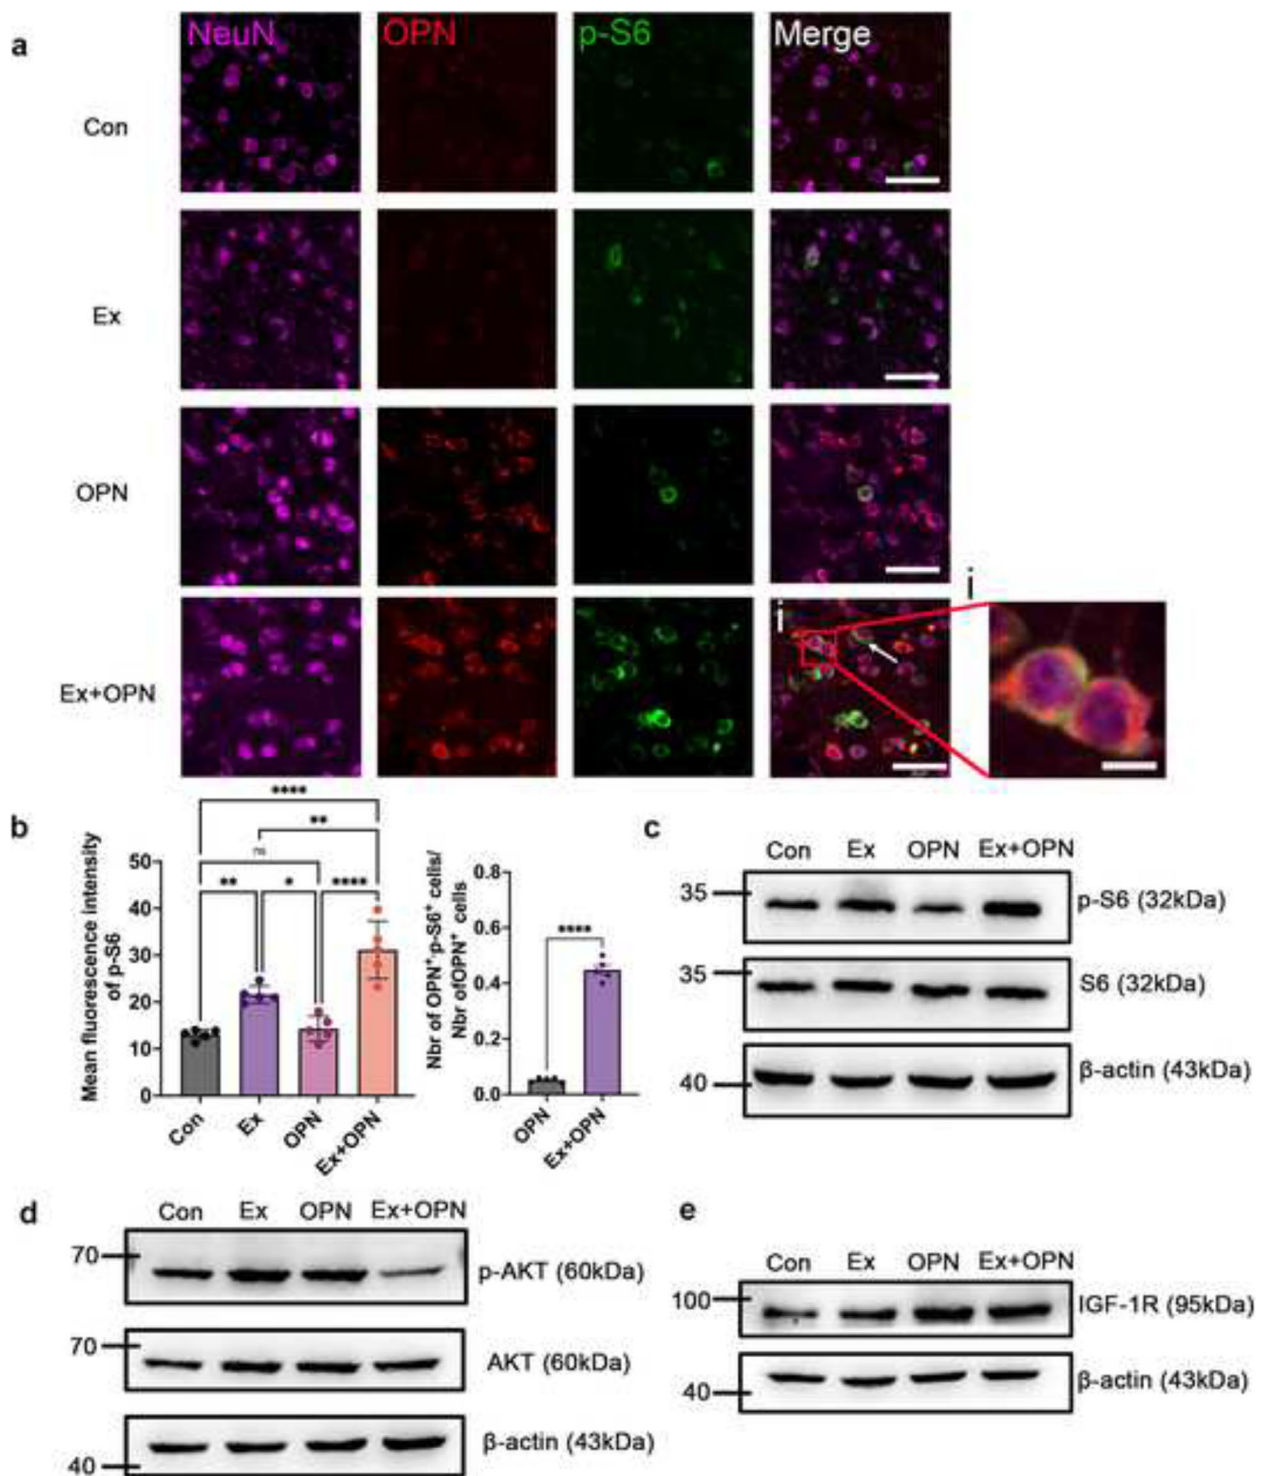 a
NeuN OPN p-S6 Merge
Con
Ex
OPN
i
Ex+OPN
i
b
Mean fluorescence intensity
of p-S6
50
40
30
20
10
0
****
**
ns
** * ****
Con Ex OPN Ex+OPN
Nbr of OPN⁺·p-S6⁺ cells/
Nbr ofOPN⁺ cells
0.8
0.6
0.4
0.2
0.0
****
OPN Ex+OPN
c
Con Ex OPN Ex+OPN
35 p-S6 (32kDa)
35 S6 (32kDa)
40 β-actin (43kDa)
d
Con Ex OPN Ex+OPN
70 p-AKT (60kDa)
70 AKT (60kDa)
40 β-actin (43kDa)
e
Con Ex OPN Ex+OPN
100 IGF-1R (95kDa)
40 β-actin (43kDa)